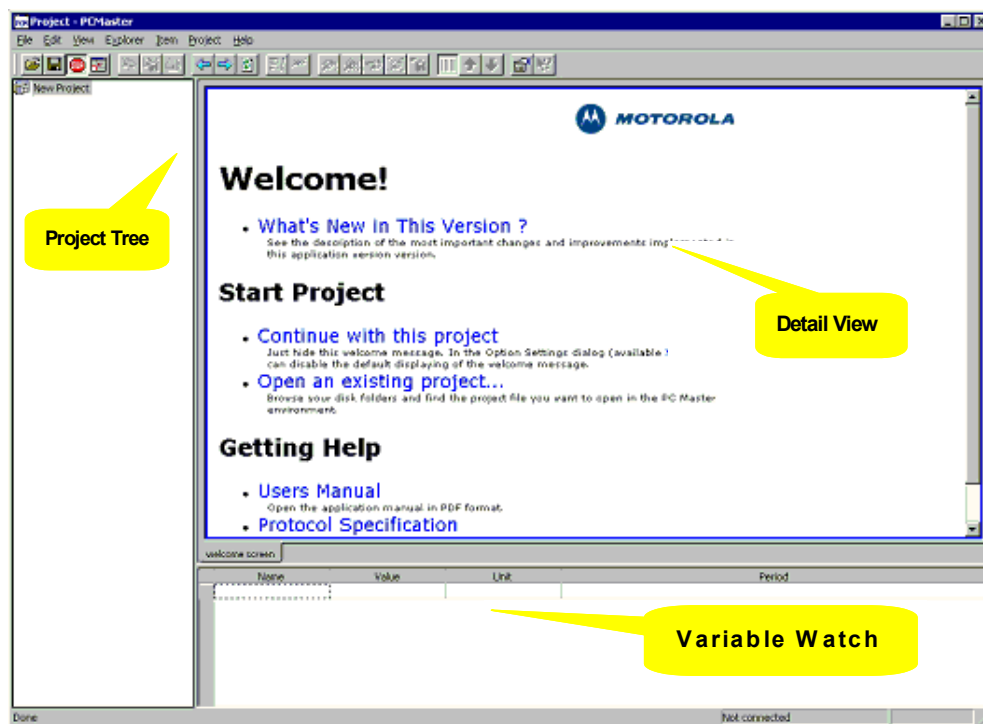 Project - PCMaster
File Edit View Explorer Item Project Help
New Project
MOTOROLA
Welcome!
What's New in This Version ?
See the description of the most important changes and improvements implemented in
this application version version.
Project Tree
Start Project
Detail View
Continue with this project
Just hide this welcome message. In the Option Settings dialog (available
can disable the default displaying of the welcome message.
Open an existing project...
Browse your disk folders and find the project file you want to open in the PC Master
environment.
Getting Help
Users Manual
Open the application manual in PDF format.
Protocol Specification
welcome screen
Name Value Unit Period
Variable Watch
Done Not connected